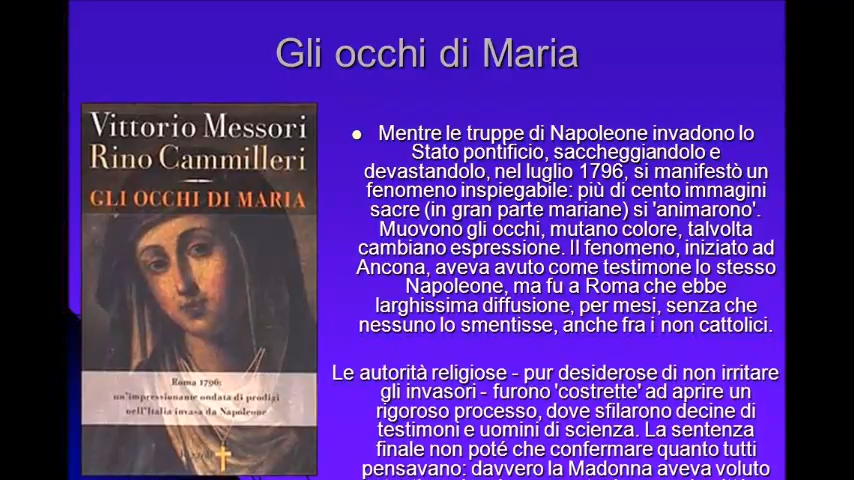 Gli occhi di Maria
Vittorio Messori
Rino Cammilleri
GLI OCCHI DI MARIA
Roma 1796:
un'impressionante ondata di prodigi
nell'Italia invasa da Napoleone
Mentre le truppe di Napoleone invadono lo
Stato pontificio, saccheggiandolo e
devastandolo, nel luglio 1796, si manifestò un
fenomeno inspiegabile: più di cento immagini
sacre (in gran parte mariane) si 'animarono'.
Muovono gli occhi, mutano colore, talvolta
cambiano espressione. Il fenomeno, iniziato ad
Ancona, aveva avuto come testimone lo stesso
Napoleone, ma fu a Roma che ebbe
larghissima diffusione, per mesi, senza che
nessuno lo smentisse, anche fra i non cattolici.
Le autorità religiose - pur desiderose di non irritare
gli invasori - furono 'costrette' ad aprire un
rigoroso processo, dove sfilarono decine di
testimoni e uomini di scienza. La sentenza
finale non poté che confermare quanto tutti
pensavano: davvero la Madonna aveva voluto